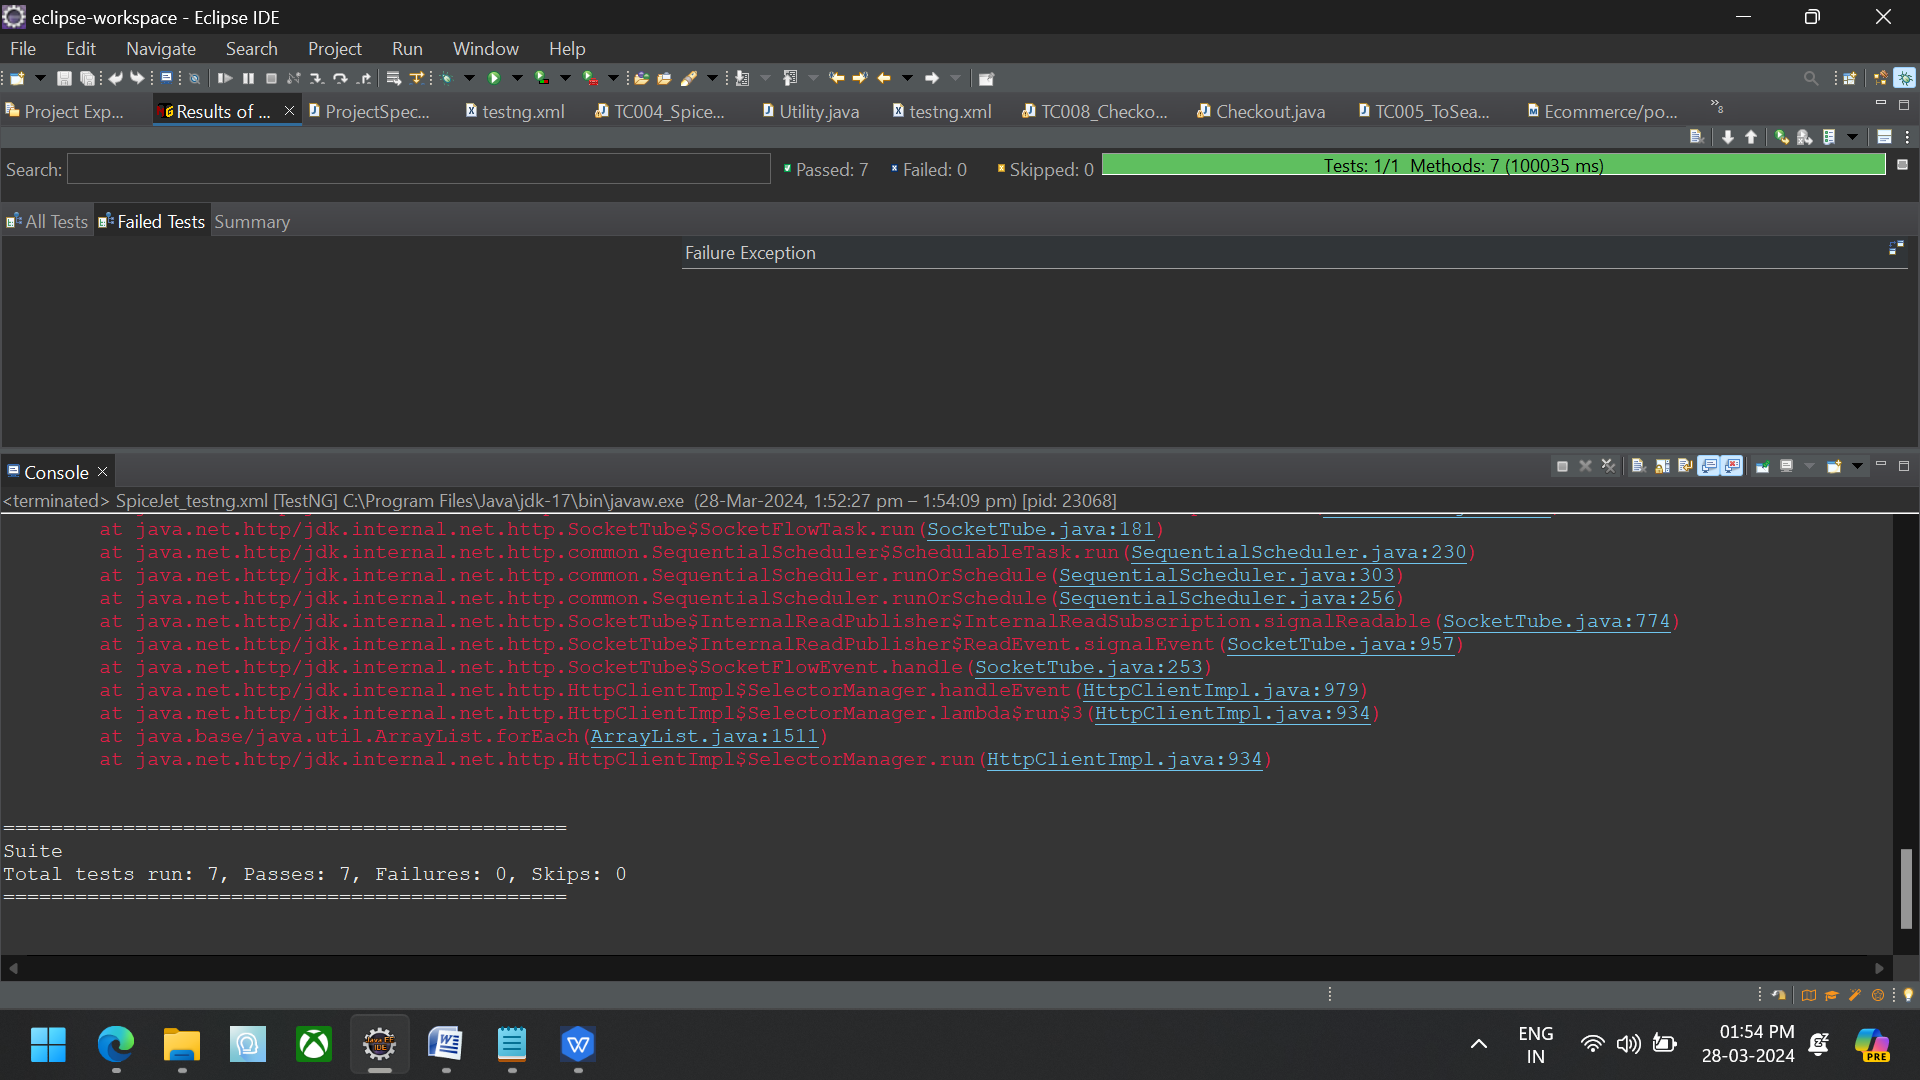 eclipse-workspace - Eclipse IDE
File Edit Navigate Search Project Run Window Help
Project Exp... Results of ... ProjectSpec... testng.xml TC004_Spice... Utility.java testng.xml TC008_Checko... Checkout.java TC005_ToSea... Ecommerce/po... »8
Search: Passed: 7 Failed: 0 Skipped: 0 Tests: 1/1 Methods: 7 (100035 ms)
All Tests Failed Tests Summary
Failure Exception
Console
<terminated> SpiceJet_testng.xml [TestNG] C:\Program Files\Java\jdk-17\bin\javaw.exe (28-Mar-2024, 1:52:27 pm – 1:54:09 pm) [pid: 23068]
at java.net.http/jdk.internal.net.http.SocketTube$SocketFlowTask.run(SocketTube.java:181)
at java.net.http/jdk.internal.net.http.common.SequentialScheduler$SchedulableTask.run(SequentialScheduler.java:230)
at java.net.http/jdk.internal.net.http.common.SequentialScheduler.runOrSchedule(SequentialScheduler.java:303)
at java.net.http/jdk.internal.net.http.common.SequentialScheduler.runOrSchedule(SequentialScheduler.java:256)
at java.net.http/jdk.internal.net.http.SocketTube$InternalReadPublisher$InternalReadSubscription.signalReadable(SocketTube.java:774)
at java.net.http/jdk.internal.net.http.SocketTube$InternalReadPublisher$ReadEvent.signalEvent(SocketTube.java:957)
at java.net.http/jdk.internal.net.http.SocketTube$SocketFlowEvent.handle(SocketTube.java:253)
at java.net.http/jdk.internal.net.http.HttpClientImpl$SelectorManager.handleEvent(HttpClientImpl.java:979)
at java.net.http/jdk.internal.net.http.HttpClientImpl$SelectorManager.lambda$run$3(HttpClientImpl.java:934)
at java.base/java.util.ArrayList.forEach(ArrayList.java:1511)
at java.net.http/jdk.internal.net.http.HttpClientImpl$SelectorManager.run(HttpClientImpl.java:934)
===============================================
Suite
Total tests run: 7, Passes: 7, Failures: 0, Skips: 0
===============================================
ENG 01:54 PM
IN 28-03-2024
PRE